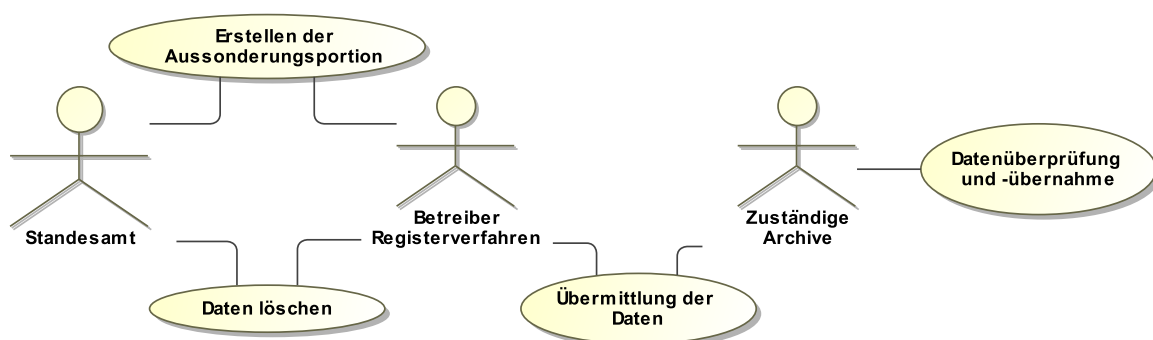 Erstellen der
Aussonderungsportion
Datenüberprüfung
und -übernahme
Standesamt
Betreiber
Registerverfahren
Zuständige
Archive
Daten löschen
Übermittlung der
Daten